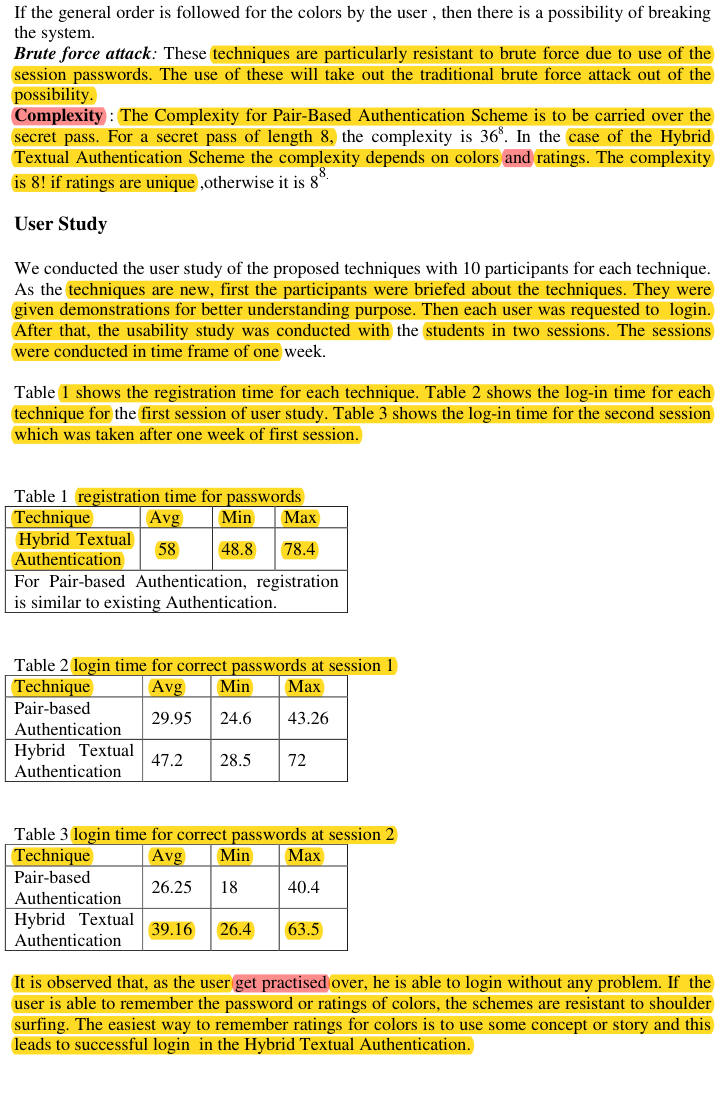 If the general order is followed for the colors by the user , then there is a possibility of breaking
the system.
Brute force attack: These techniques are particularly resistant to brute force due to use of the
session passwords. The use of these will take out the traditional brute force attack out of the
possibility.
Complexity : The Complexity for Pair-Based Authentication Scheme is to be carried over the
secret pass. For a secret pass of length 8, the complexity is 36⁸. In the case of the Hybrid
Textual Authentication Scheme the complexity depends on colors and ratings. The complexity
is 8! if ratings are unique ,otherwise it is 8⁸.
User Study
We conducted the user study of the proposed techniques with 10 participants for each technique.
As the techniques are new, first the participants were briefed about the techniques. They were
given demonstrations for better understanding purpose. Then each user was requested to login.
After that, the usability study was conducted with the students in two sessions. The sessions
were conducted in time frame of one week.
Table 1 shows the registration time for each technique. Table 2 shows the log-in time for each
technique for the first session of user study. Table 3 shows the log-in time for the second session
which was taken after one week of first session.
Table 1 registration time for passwords
Technique Avg Min Max
Hybrid Textual
Authentication 58 48.8 78.4
For Pair-based Authentication, registration
is similar to existing Authentication.
Table 2 login time for correct passwords at session 1
Technique Avg Min Max
Pair-based
Authentication 29.95 24.6 43.26
Hybrid Textual
Authentication 47.2 28.5 72
Table 3 login time for correct passwords at session 2
Technique Avg Min Max
Pair-based
Authentication 26.25 18 40.4
Hybrid Textual
Authentication 39.16 26.4 63.5
It is observed that, as the user get practised over, he is able to login without any problem. If the
user is able to remember the password or ratings of colors, the schemes are resistant to shoulder
surfing. The easiest way to remember ratings for colors is to use some concept or story and this
leads to successful login in the Hybrid Textual Authentication.